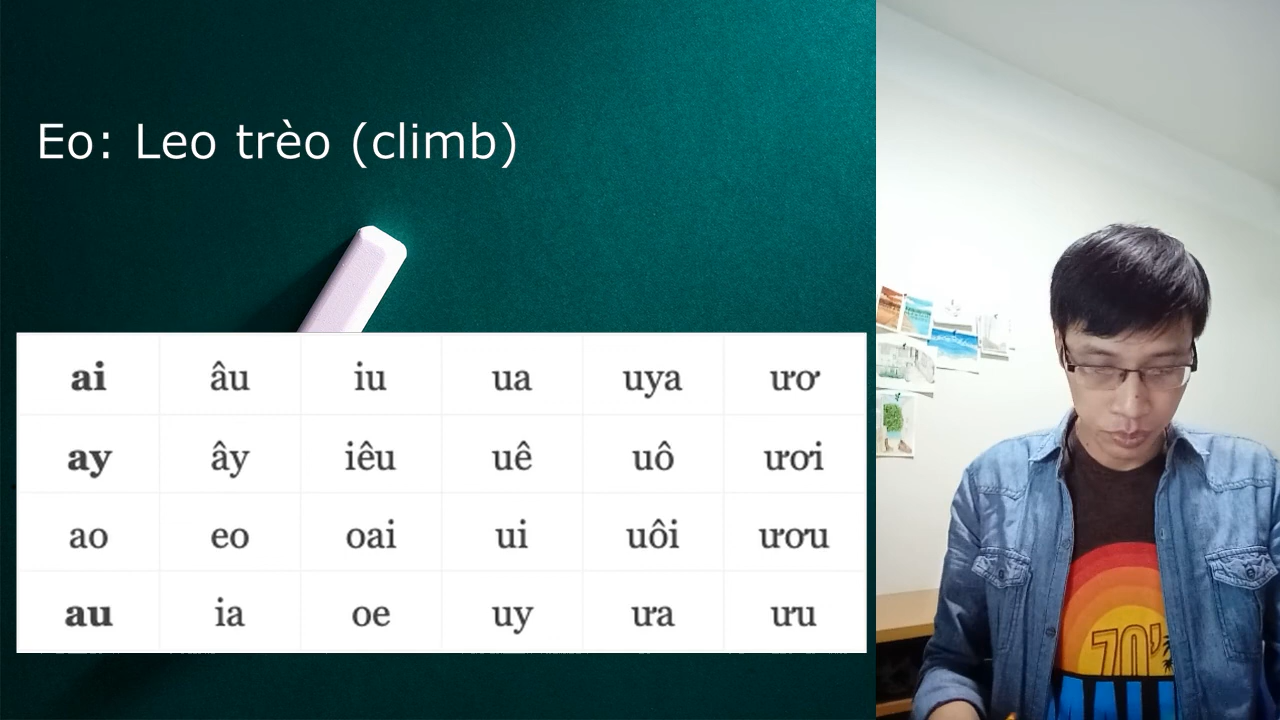 Eo: Leo trèo (climb)
ai âu iu ua uya ươ
ay ây iêu uê uô ươi
ao eo oai ui uôi ươu
au ia oe uy ưa ưu
70'